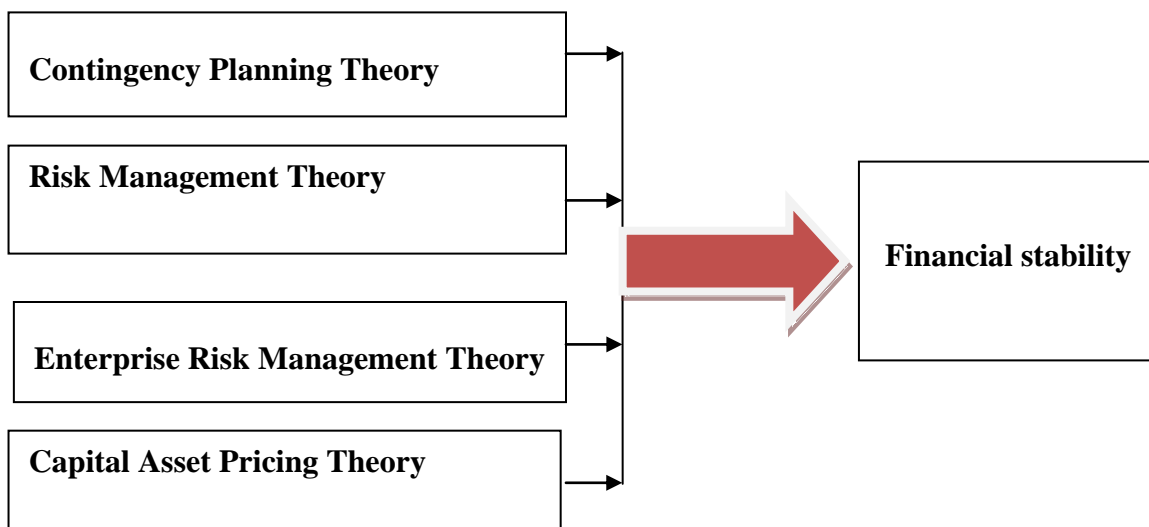 Contingency Planning Theory
Risk Management Theory
Enterprise Risk Management Theory
Capital Asset Pricing Theory
Financial stability